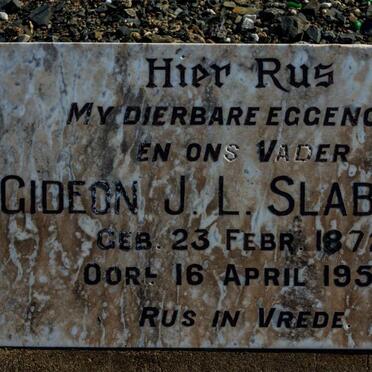 Hier Rus
MY DIERBARE EGGENO
EN ONS VADER
GIDEON J. L. SLAB
GEB. 23 FEBR. 187
OORL 16 APRIL 195
RUS IN VREDE.